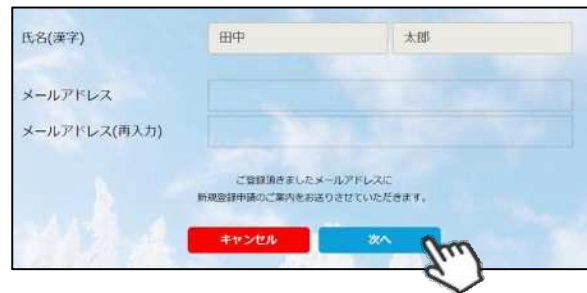 氏名(漢字) 田中 太郎
メールアドレス
メールアドレス(再入力)
ご登録頂きましたメールアドレスに
新規登録申請のご案内をお送りさせていただきます。
キャンセル 次へ